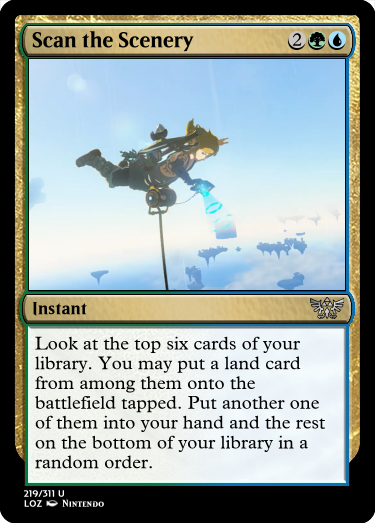 Scan the Scenery 2
Instant
Look at the top six cards of your
library. You may put a land card
from among them onto the
battlefield tapped. Put another one
of them into your hand and the rest
on the bottom of your library in a
random order.
219/311 U
LOZ Nintendo